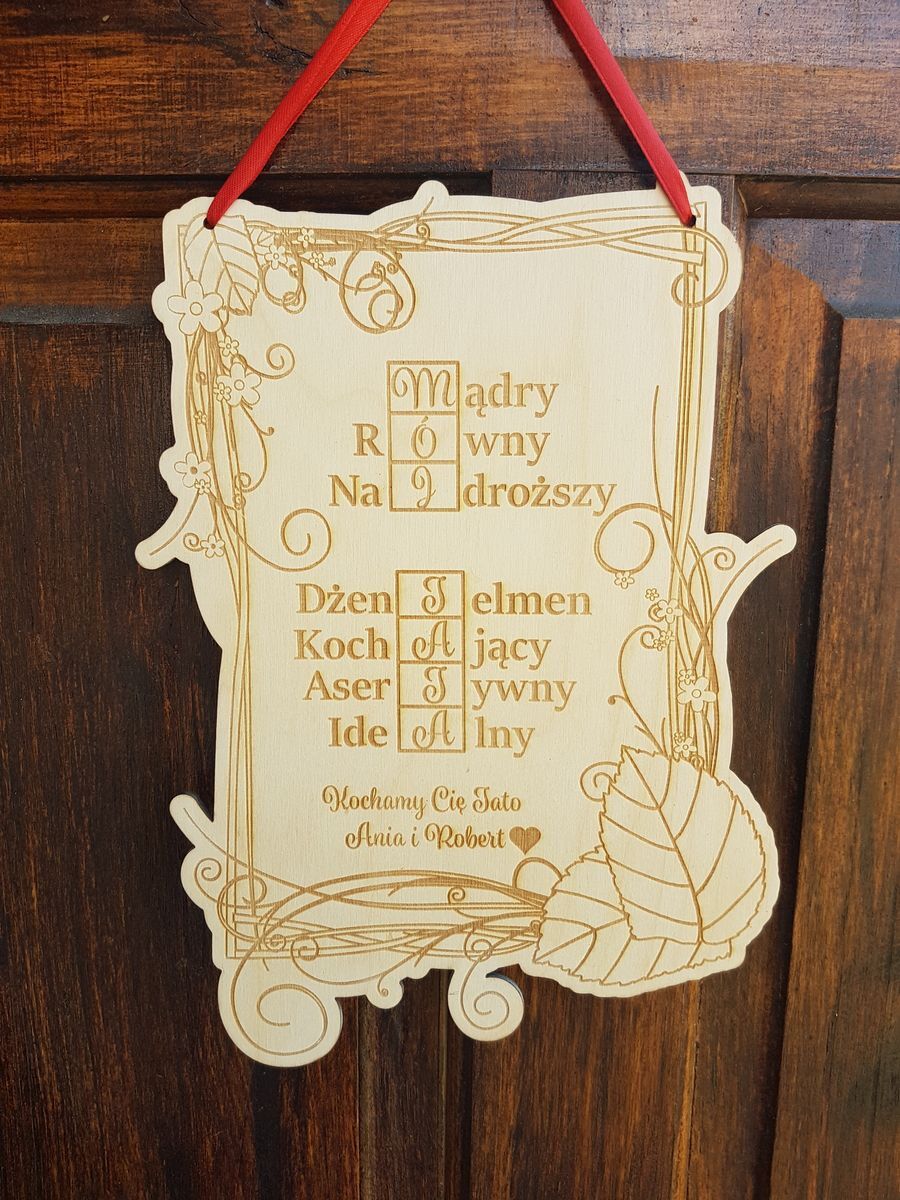 Mądry
RÓwny
NaJdroższy
DżenTelmen
KochAjący
AserTywny
IdeAlny
Kochamy Cię Tato
Ania i Robert